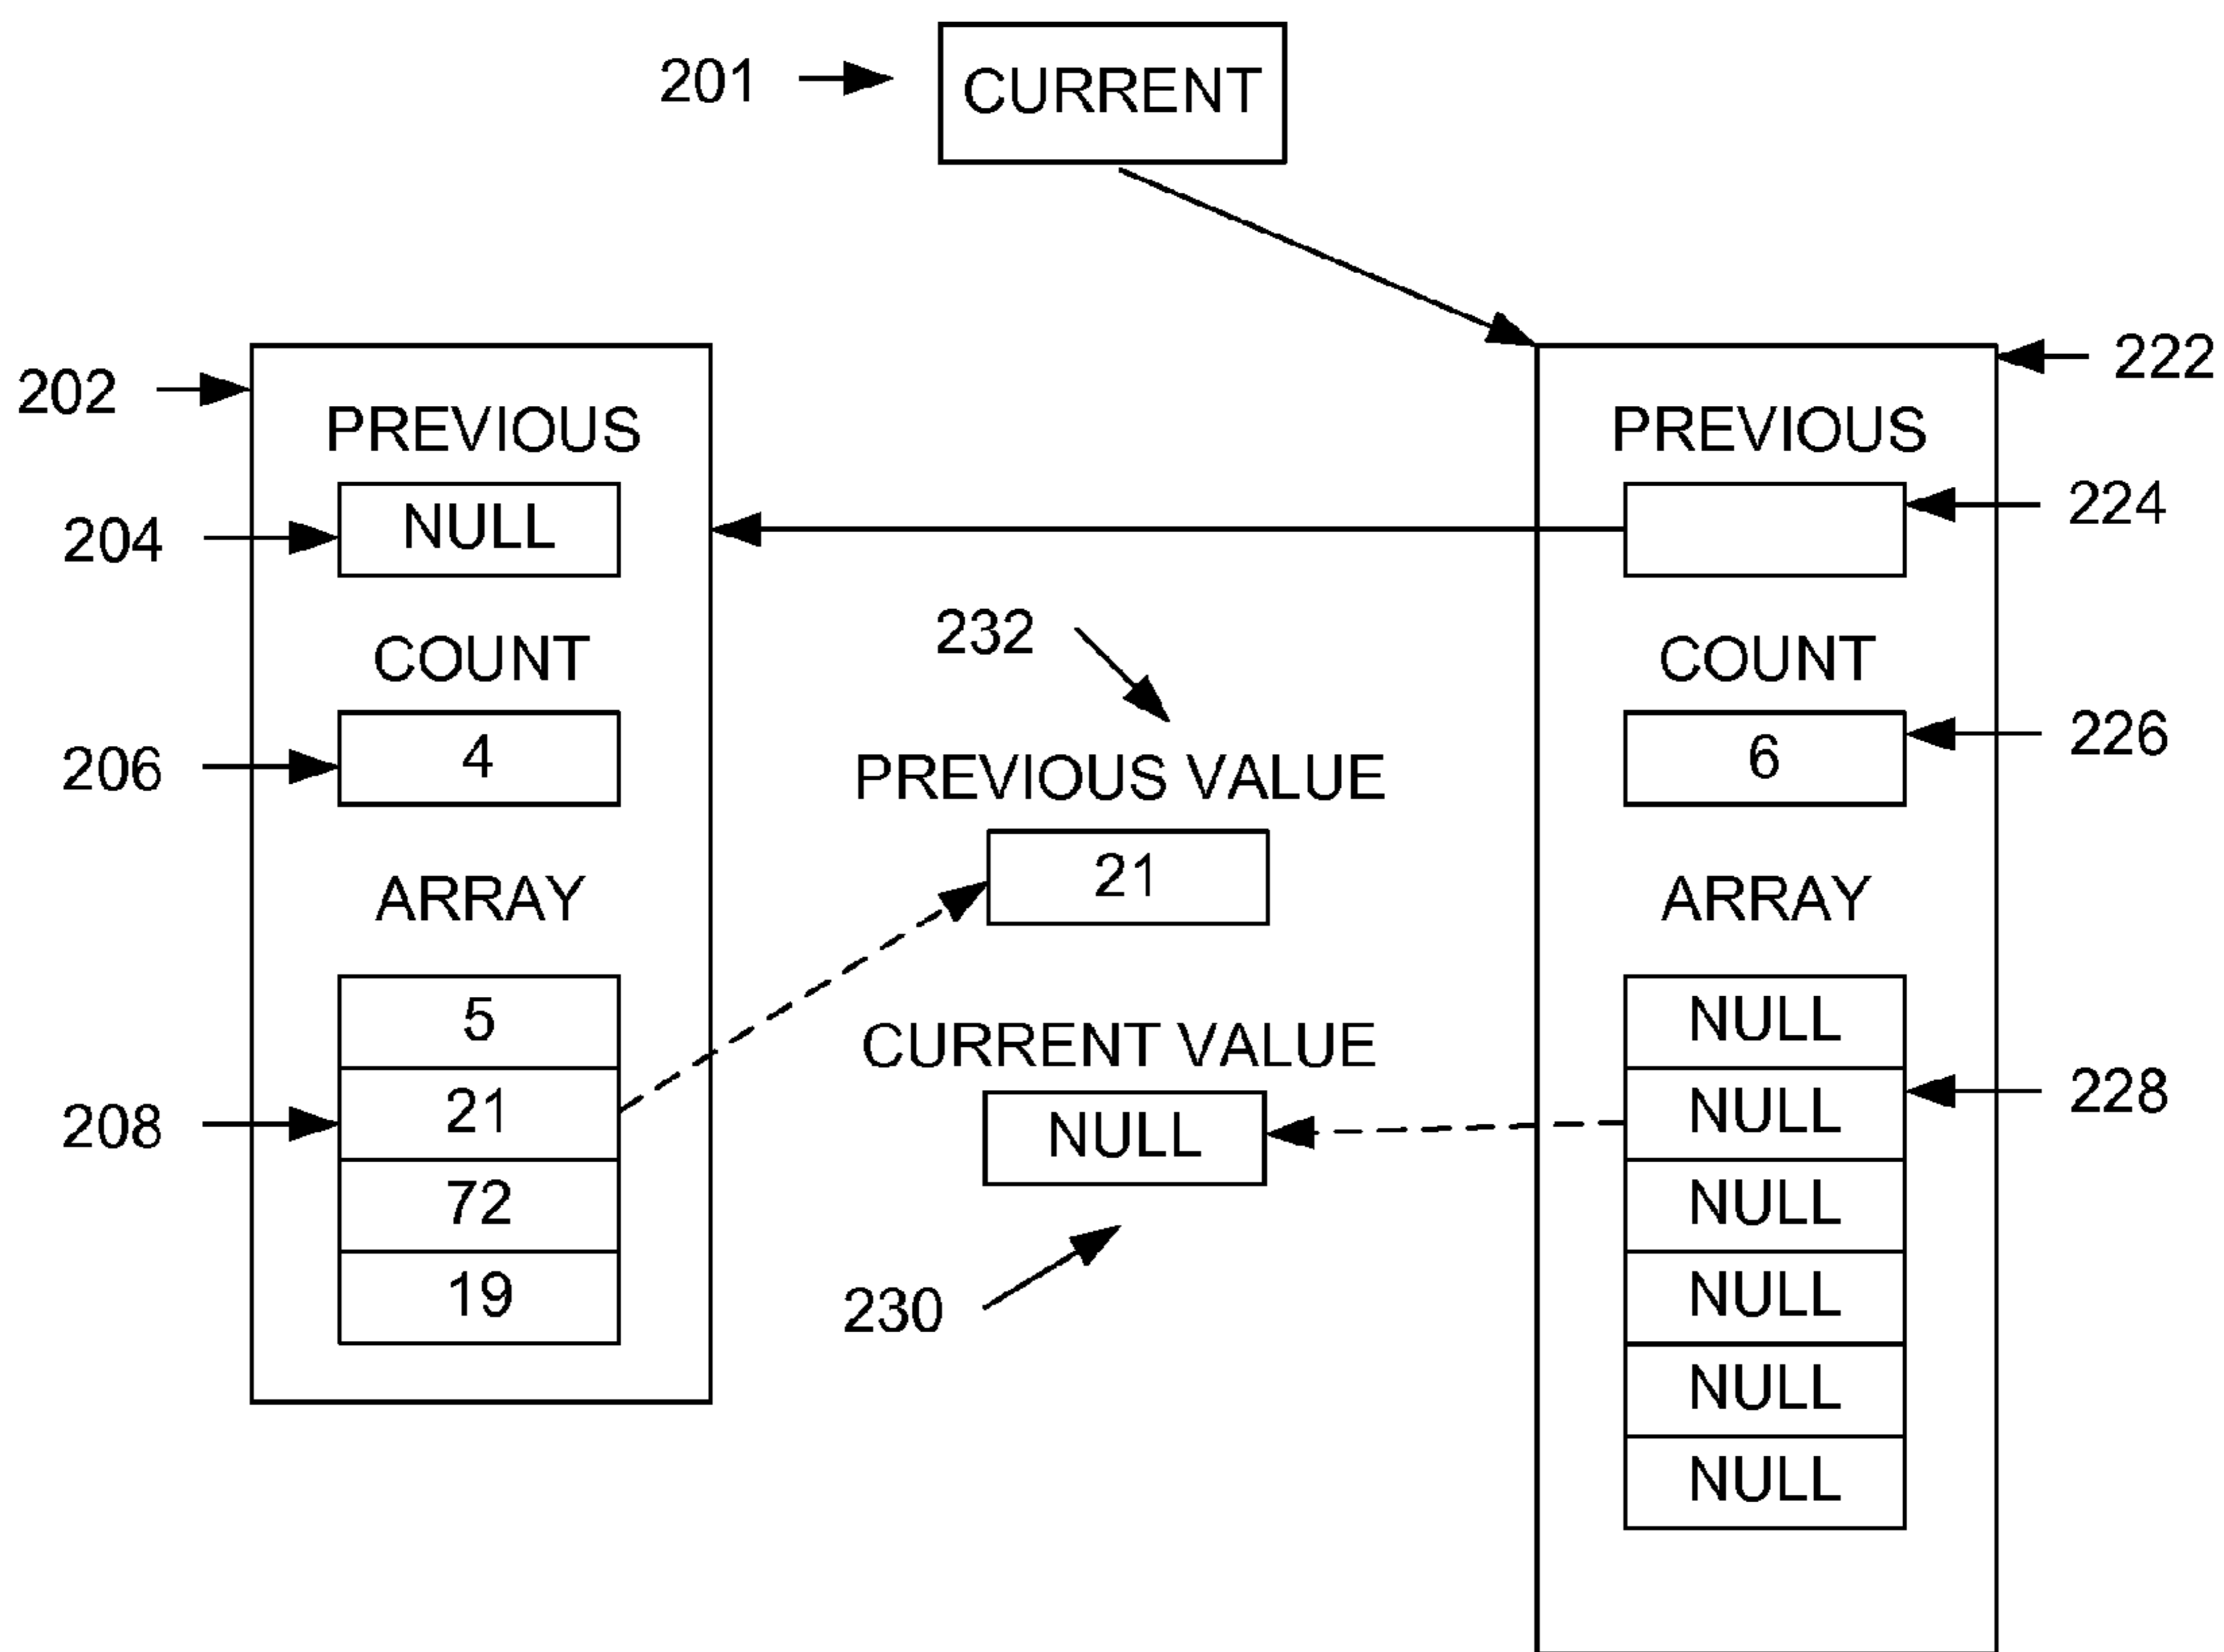 201
CURRENT
202
222
PREVIOUS
PREVIOUS
204
NULL
224
232
COUNT
COUNT
206
4
226
6
PREVIOUS VALUE
21
ARRAY
ARRAY
5
NULL
CURRENT VALUE
208
21
NULL
NULL
228
72
NULL
19
NULL
230
NULL
NULL